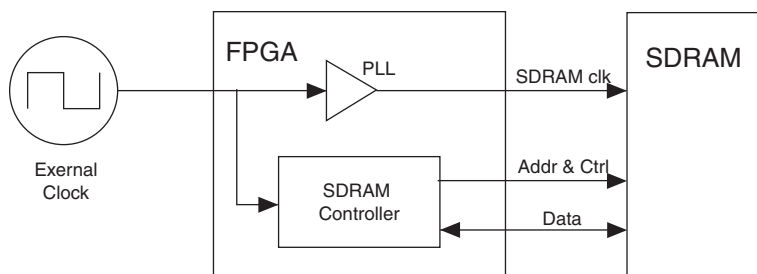 FPGA
SDRAM
PLL
SDRAM clk
Exernal
Clock
SDRAM
Controller
Addr & Ctrl
Data